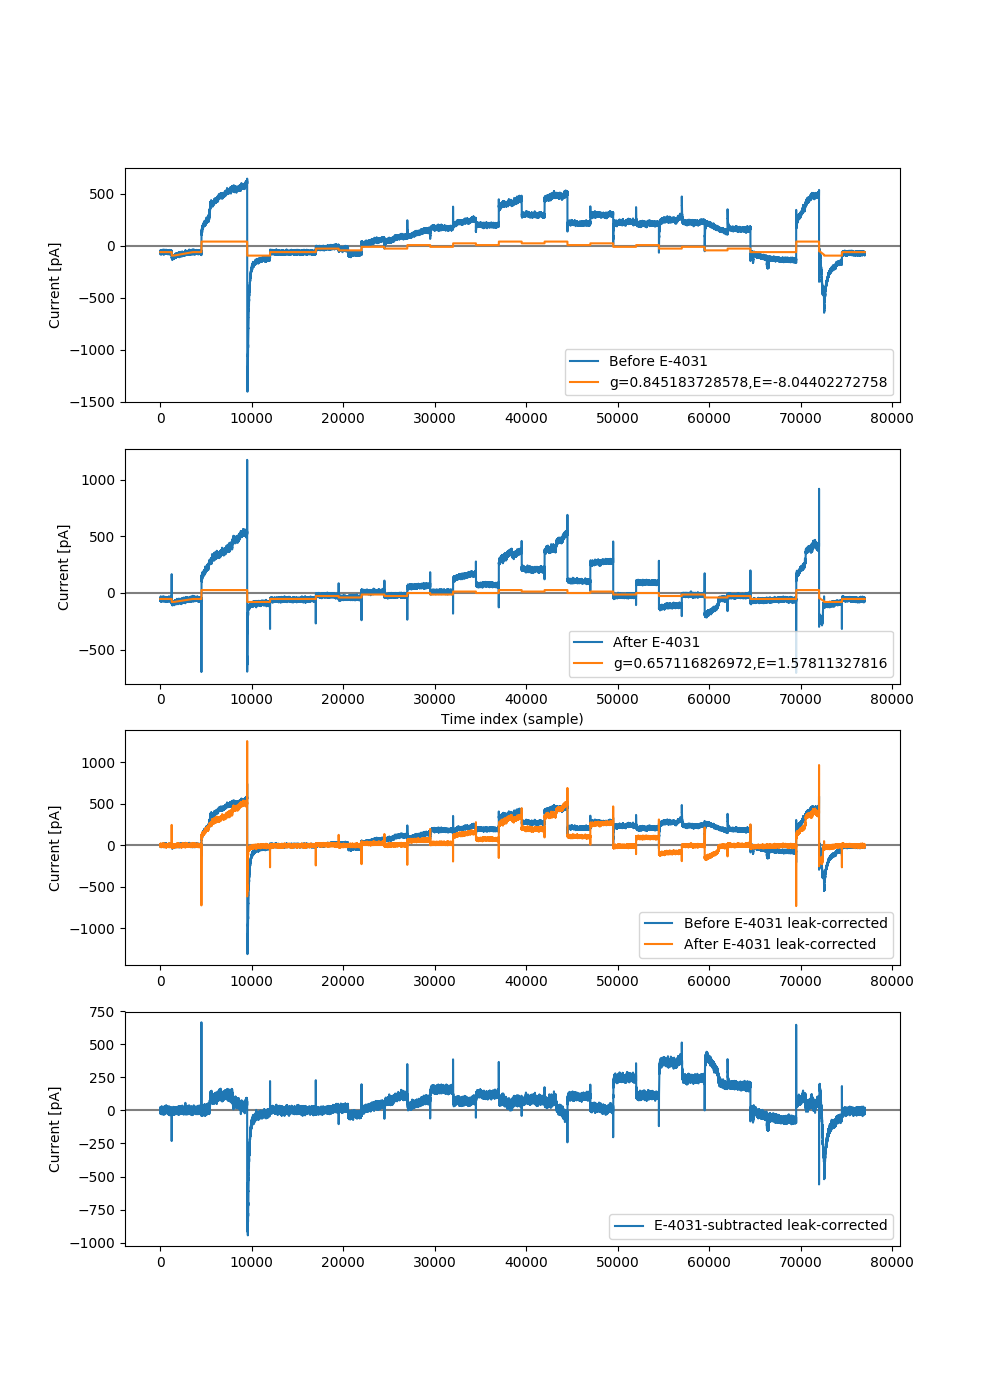 500
0
−500
−1000
−1500
Current [pA]
Before E-4031
g=0.845183728578,E=-8.04402272758
0 10000 20000 30000 40000 50000 60000 70000 80000
1000
500
0
−500
Current [pA]
After E-4031
g=0.657116826972,E=1.57811327816
0 10000 20000 30000 40000 50000 60000 70000 80000
Time index (sample)
1000
500
0
−500
−1000
Current [pA]
Before E-4031 leak-corrected
After E-4031 leak-corrected
0 10000 20000 30000 40000 50000 60000 70000 80000
750
500
250
0
−250
−500
−750
−1000
Current [pA]
E-4031-subtracted leak-corrected
0 10000 20000 30000 40000 50000 60000 70000 80000